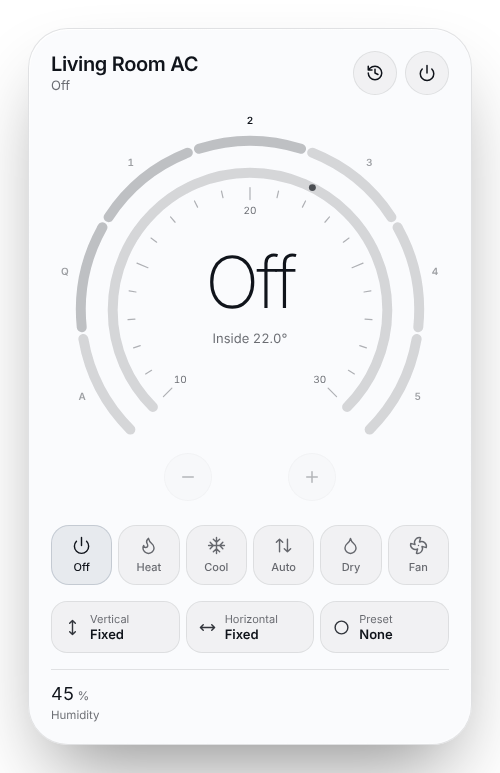 Living Room AC
Off
2
1
3
Q
4
A
5
20
10
30
Off
Inside 22.0°
Off
Heat
Cool
Auto
Dry
Fan
Vertical
Fixed
Horizontal
Fixed
Preset
None
45 %
Humidity